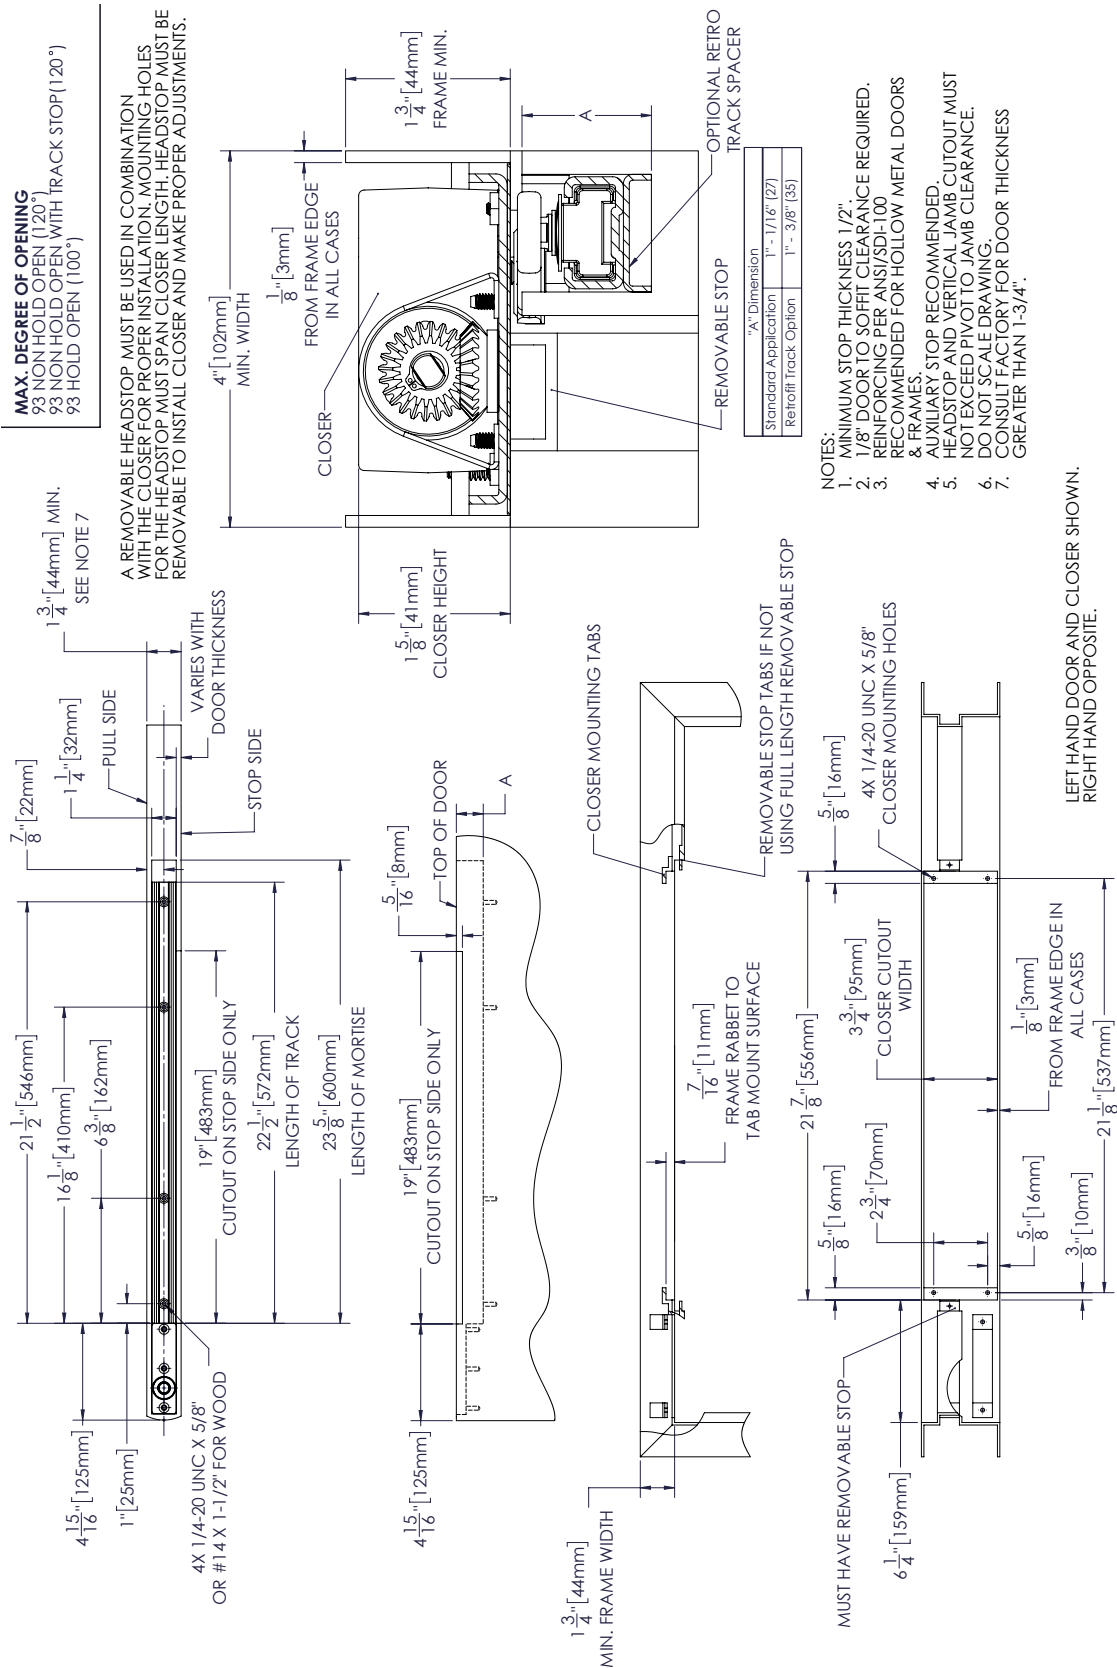 MAX. DEGREE OF OPENING
93 NON HOLD OPEN (120°)
93 NON HOLD OPEN WITH TRACK STOP(120°)
93 HOLD OPEN (100°)
A REMOVABLE HEADSTOP MUST BE USED IN COMBINATION
WITH THE CLOSER FOR PROPER INSTALLATION. MOUNTING HOLES
FOR THE HEADSTOP MUST SPAN CLOSER LENGTH. HEADSTOP MUST BE
REMOVABLE TO INSTALL CLOSER AND MAKE PROPER ADJUSTMENTS.
4 15/16"[125mm]
1"[25mm]
4X 1/4-20 UNC X 5/8"
OR #14 X 1-1/2" FOR WOOD
21 1/2"[546mm]
16 1/8"[410mm]
6 3/8"[162mm]
19"[483mm]
CUTOUT ON STOP SIDE ONLY
22 1/2"[572mm]
LENGTH OF TRACK
23 5/8"[600mm]
LENGTH OF MORTISE
7/8"[22mm]
1 1/4"[32mm]
PULL SIDE
STOP SIDE
VARIES WITH
DOOR THICKNESS
1 3/4"[44mm] MIN.
SEE NOTE 7
4 15/16"[125mm]
19"[483mm]
CUTOUT ON STOP SIDE ONLY
5/16"[8mm]
TOP OF DOOR
A
4"[102mm]
MIN. WIDTH
1/8"[3mm]
FROM FRAME EDGE
IN ALL CASES
CLOSER
1 5/8"[41mm]
CLOSER HEIGHT
1 3/4"[44mm]
FRAME MIN.
A
OPTIONAL RETRO
TRACK SPACER
REMOVABLE STOP
"A" Dimension
Standard Application 1" - 1/16" (27)
Retrofit Track Option 1" - 3/8" (35)
1 3/4"[44mm]
MIN. FRAME WIDTH
7/16"[11mm]
FRAME RABBET TO
TAB MOUNT SURFACE
CLOSER MOUNTING TABS
REMOVABLE STOP TABS IF NOT
USING FULL LENGTH REMOVABLE STOP
NOTES:
1. MINIMUM STOP THICKNESS 1/2".
2. 1/8" DOOR TO SOFFIT CLEARANCE REQUIRED.
3. REINFORCING PER ANSI/SDI-100
RECOMMENDED FOR HOLLOW METAL DOORS
& FRAMES.
4. AUXILIARY STOP RECOMMENDED.
5. HEADSTOP AND VERTICAL JAMB CUTOUT MUST
NOT EXCEED PIVOT TO JAMB CLEARANCE.
6. DO NOT SCALE DRAWING.
7. CONSULT FACTORY FOR DOOR THICKNESS
GREATER THAN 1-3/4".
MUST HAVE REMOVABLE STOP
6 1/4"[159mm]
5/8"[16mm]
2 3/4"[70mm]
21 7/8"[556mm]
3 3/4"[95mm]
CLOSER CUTOUT
WIDTH
5/8"[16mm]
4X 1/4-20 UNC X 5/8"
CLOSER MOUNTING HOLES
5/8"[16mm]
3/8"[10mm]
1/8"[3mm]
FROM FRAME EDGE IN
ALL CASES
21 1/8"[537mm]
LEFT HAND DOOR AND CLOSER SHOWN.
RIGHT HAND OPPOSITE.